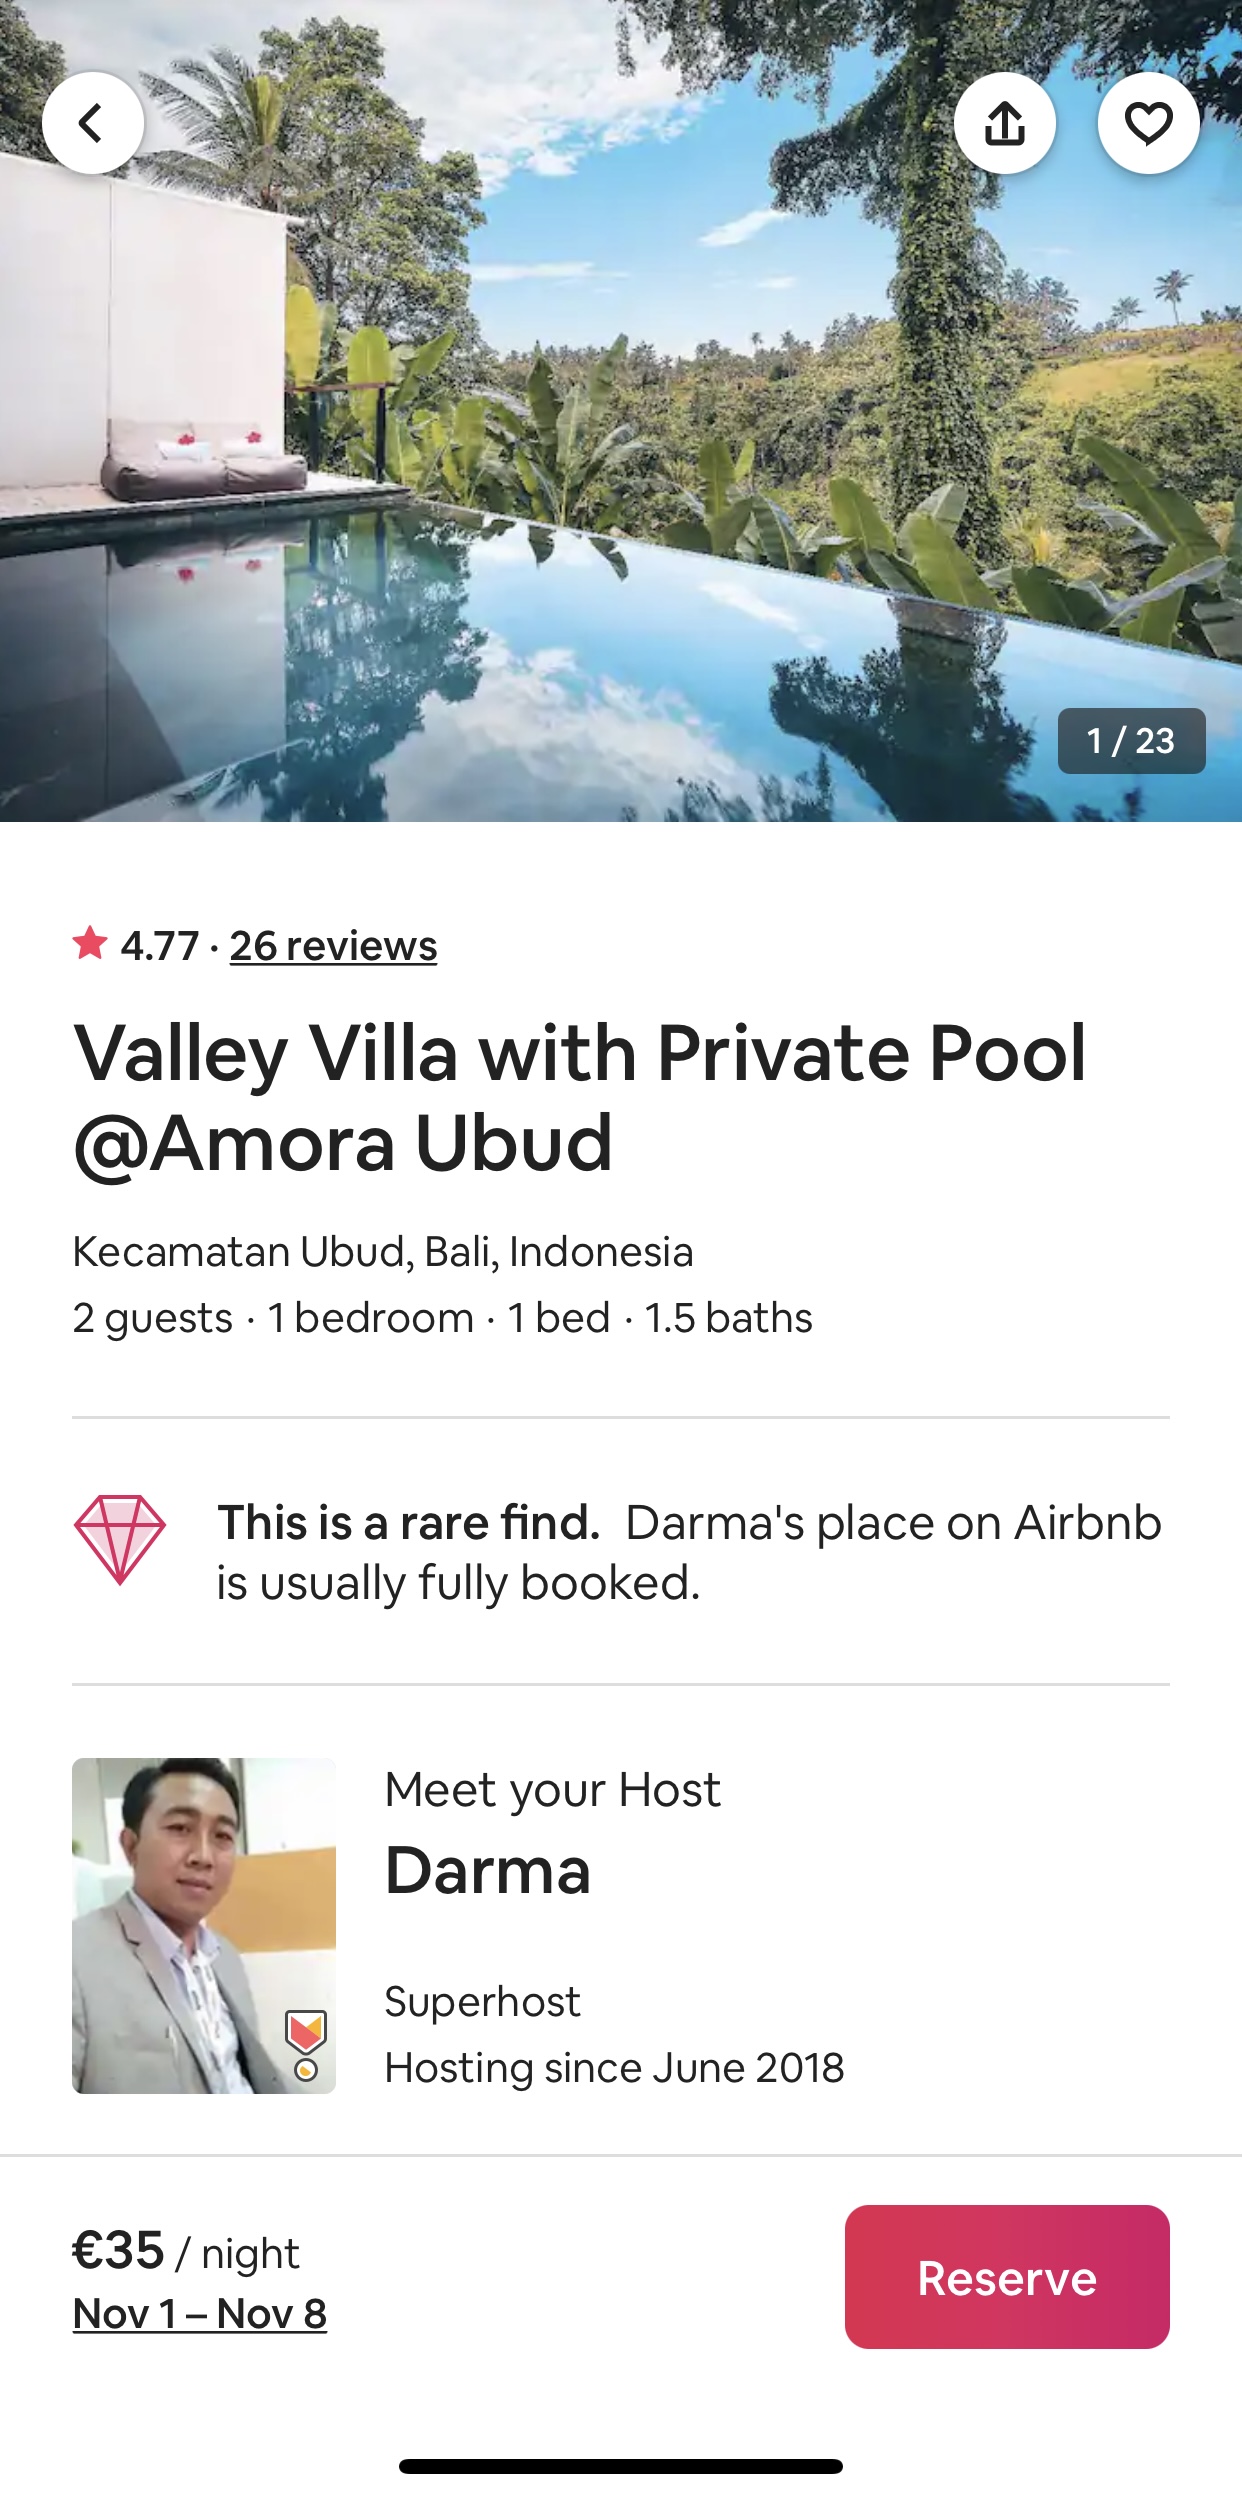 1 / 23
4.77 · 26 reviews
Valley Villa with Private Pool
@Amora Ubud
Kecamatan Ubud, Bali, Indonesia
2 guests · 1 bedroom · 1 bed · 1.5 baths
This is a rare find. Darma's place on Airbnb
is usually fully booked.
Meet your Host
Darma
Superhost
Hosting since June 2018
€35 / night
Nov 1 – Nov 8
Reserve